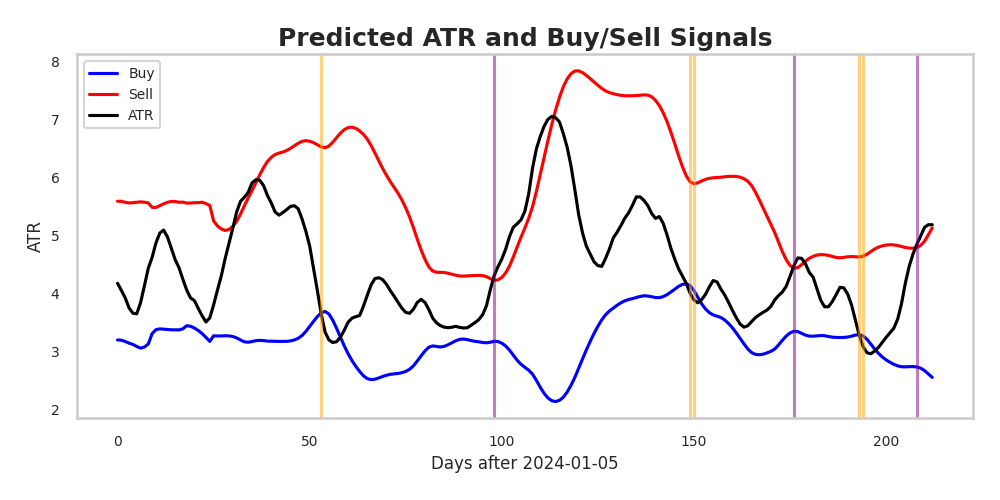 Predicted ATR and Buy/Sell Signals
Buy
Sell
ATR
8
7
6
5
4
3
2
ATR
0
50
100
150
200
Days after 2024-01-05